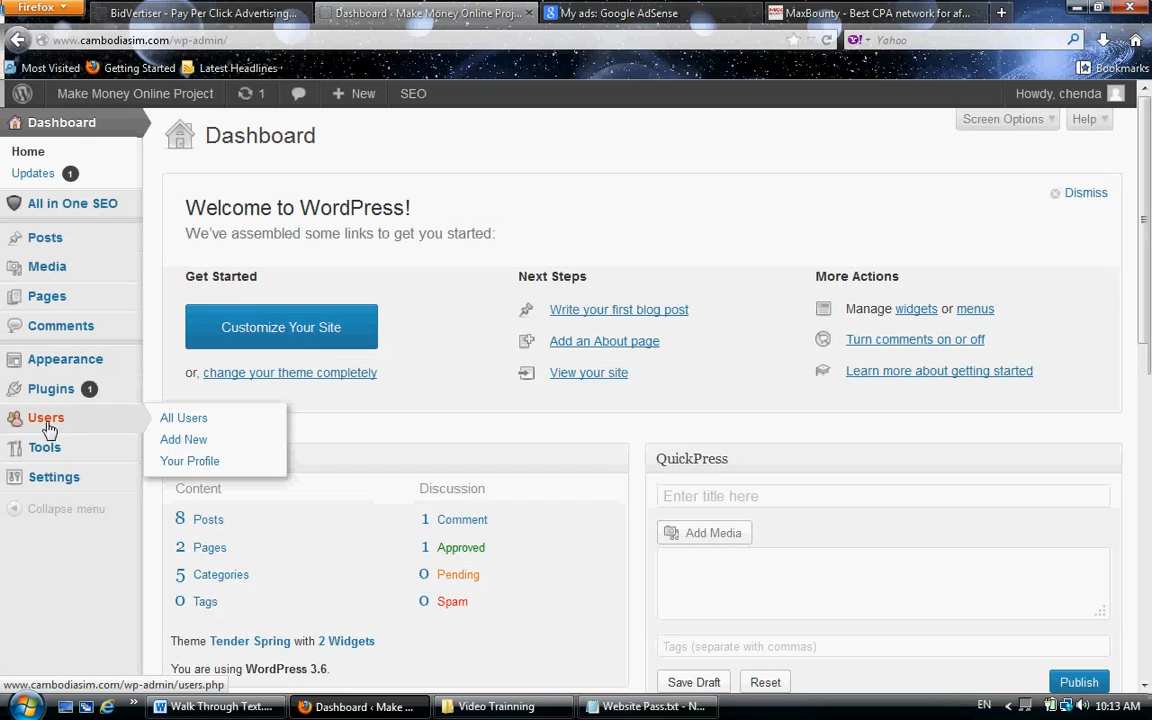 Firefox
BidVertiser - Pay Per Click Advertising...
Dashboard ‹ Make Money Online Proj...
My ads: Google AdSense
MaxBounty - Best CPA network for af...
www.cambodiasim.com/wp-admin/
Yahoo
Most Visited
Getting Started
Latest Headlines
Bookmarks
Make Money Online Project
1
New
SEO
Howdy, chenda
Dashboard
Home
Updates 1
All in One SEO
Posts
Media
Pages
Comments
Appearance
Plugins 1
Users
Tools
Settings
Collapse menu
All Users
Add New
Your Profile
Dashboard
Screen Options
Help
Dismiss
Welcome to WordPress!
We've assembled some links to get you started:
Get Started
Customize Your Site
or, change your theme completely
Next Steps
Write your first blog post
Add an About page
View your site
More Actions
Manage widgets or menus
Turn comments on or off
Learn more about getting started
Content
8 Posts
2 Pages
5 Categories
0 Tags
Discussion
1 Comment
1 Approved
0 Pending
0 Spam
Theme Tender Spring with 2 Widgets
You are using WordPress 3.6.
QuickPress
Enter title here
Add Media
Tags (separate with commas)
Save Draft
Reset
Publish
www.cambodiasim.com/wp-admin/users.php
Walk Through Text....
Dashboard ‹ Make ...
Video Trainning
Website Pass.txt - N...
EN
10:13 AM